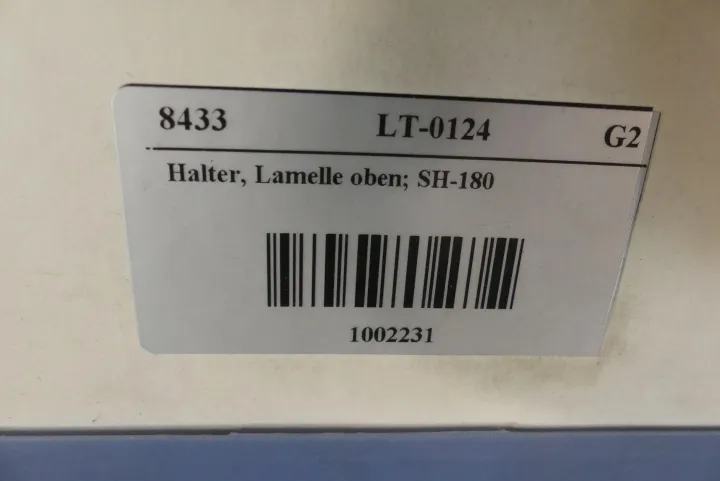 8433 LT-0124 G2
Halter, Lamelle oben; SH-180
1002231